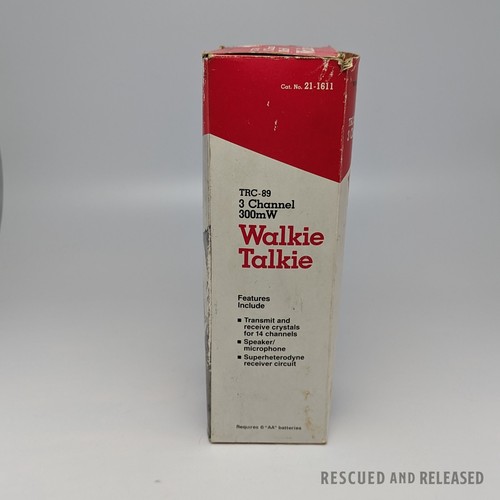 Cat. No. 21-1611
TRC-89
3 Channel
300mW
Walkie
Talkie
Features
Include
■ Transmit and
receive crystals
for 14 channels
■ Speaker/
microphone
■ Superheterodyne
receiver circuit
Requires 6 "AA" batteries
RESCUED AND RELEASED